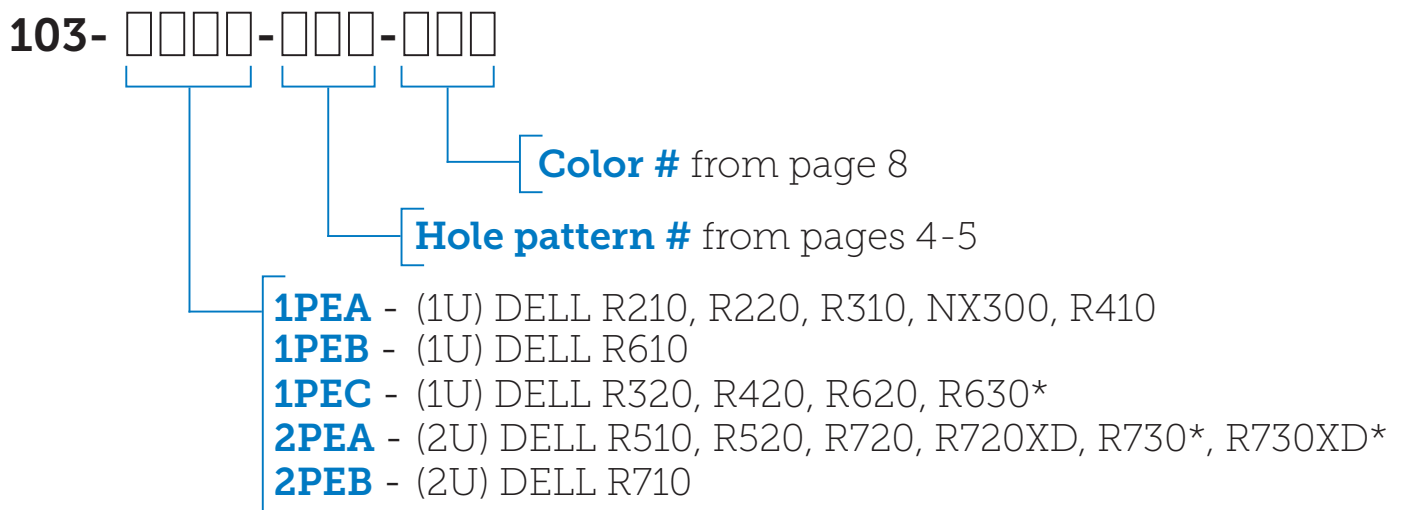 103- □□□□-□□□-□□□
Color # from page 8
Hole pattern # from pages 4-5
1PEA - (1U) DELL R210, R220, R310, NX300, R410
1PEB - (1U) DELL R610
1PEC - (1U) DELL R320, R420, R620, R630*
2PEA - (2U) DELL R510, R520, R720, R720XD, R730*, R730XD*
2PEB - (2U) DELL R710